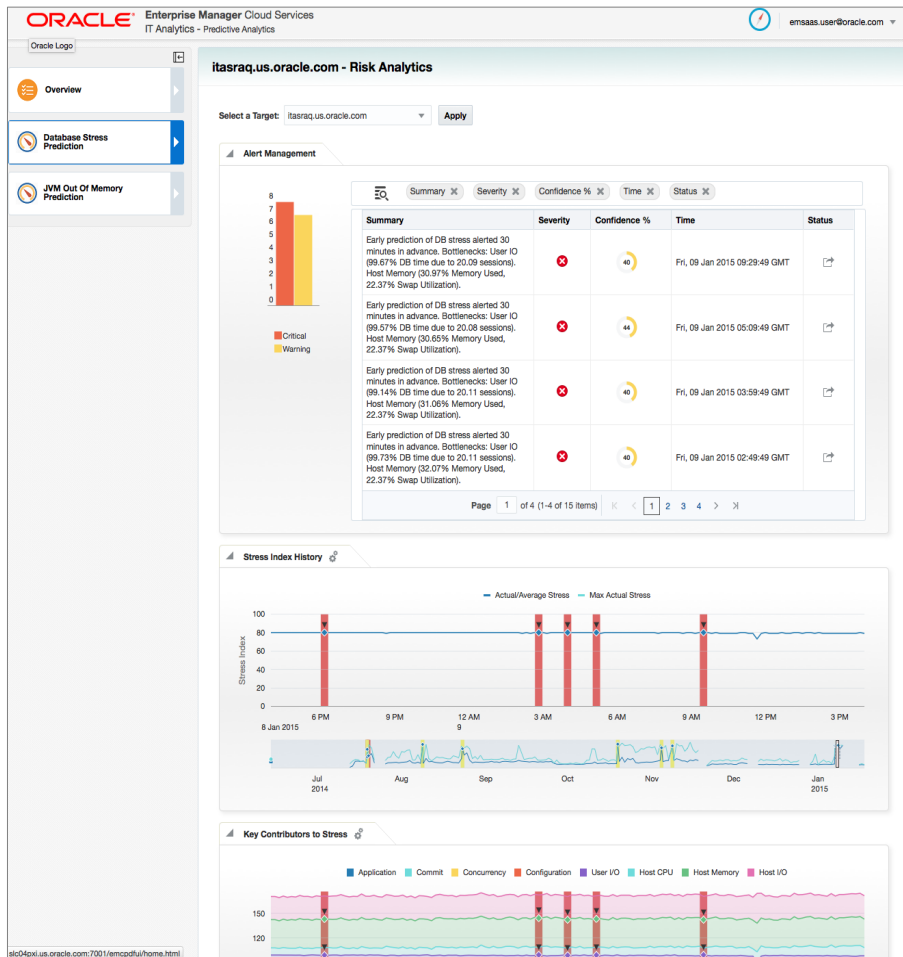 ORACLE Enterprise Manager Cloud Services
IT Analytics - Predictive Analytics
emsaas.user@oracle.com
Oracle Logo
Overview
Database Stress
Prediction
JVM Out Of Memory
Prediction
itasraq.us.oracle.com - Risk Analytics
Select a Target: itasraq.us.oracle.com Apply
Alert Management
8
7
6
5
4
3
2
1
0
Critical
Warning
Summary Severity Confidence % Time Status
Summary Severity Confidence % Time Status
Early prediction of DB stress alerted 30
minutes in advance. Bottlenecks: User IO
(99.67% DB time due to 20.09 sessions).
Host Memory (30.97% Memory Used,
22.37% Swap Utilization).
40
Fri, 09 Jan 2015 09:29:49 GMT
Early prediction of DB stress alerted 30
minutes in advance. Bottlenecks: User IO
(99.57% DB time due to 20.08 sessions).
Host Memory (30.65% Memory Used,
22.37% Swap Utilization).
44
Fri, 09 Jan 2015 05:09:49 GMT
Early prediction of DB stress alerted 30
minutes in advance. Bottlenecks: User IO
(99.14% DB time due to 20.11 sessions).
Host Memory (31.06% Memory Used,
22.37% Swap Utilization).
40
Fri, 09 Jan 2015 03:59:49 GMT
Early prediction of DB stress alerted 30
minutes in advance. Bottlenecks: User IO
(99.73% DB time due to 20.11 sessions).
Host Memory (32.07% Memory Used,
22.37% Swap Utilization).
40
Fri, 09 Jan 2015 02:49:49 GMT
Page 1 of 4 (1-4 of 15 items) 1 2 3 4
Stress Index History
Actual/Average Stress Max Actual Stress
Stress Index
100
80
60
40
20
0
6 PM 9 PM 12 AM 3 AM 6 AM 9 AM 12 PM 3 PM
8 Jan 2015 9
Jul Aug Sep Oct Nov Dec Jan
2014 2015
Key Contributors to Stress
Application Commit Concurrency Configuration User I/O Host CPU Host Memory Host I/O
150
120
slc04pxi.us.oracle.com:7001/emcpdfui/home.html